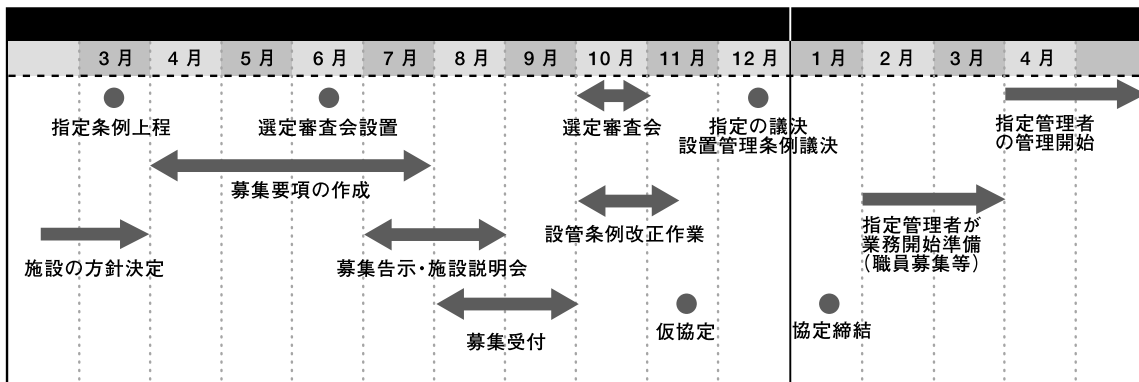 3月 4月 5月 6月 7月 8月 9月 10月 11月 12月 1月 2月 3月 4月
指定条例上程
選定審査会設置
選定審査会
指定の議決
設置管理条例議決
指定管理者
の管理開始
募集要項の作成
設管条例改正作業
指定管理者が
業務開始準備
(職員募集等)
施設の方針決定
募集告示・施設説明会
募集受付
仮協定
協定締結